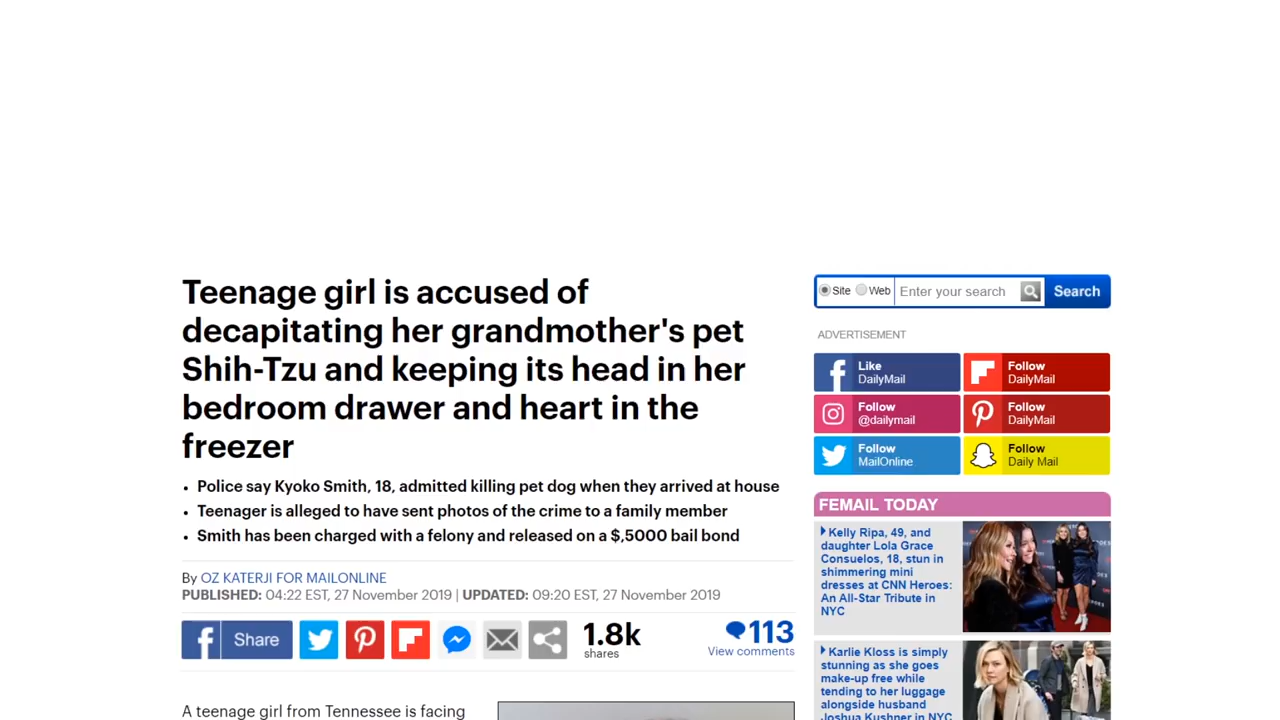 Teenage girl is accused of
decapitating her grandmother's pet
Shih-Tzu and keeping its head in her
bedroom drawer and heart in the
freezer
• Police say Kyoko Smith, 18, admitted killing pet dog when they arrived at house
• Teenager is alleged to have sent photos of the crime to a family member
• Smith has been charged with a felony and released on a $,5000 bail bond
By OZ KATERJI FOR MAILONLINE
PUBLISHED: 04:22 EST, 27 November 2019 | UPDATED: 09:20 EST, 27 November 2019
Share
1.8k
shares
113
View comments
A teenage girl from Tennessee is facing
Site Web Enter your search Search
ADVERTISEMENT
Like
DailyMail
Follow
DailyMail
Follow
@dailymail
Follow
DailyMail
Follow
MailOnline
Follow
Daily Mail
FEMAIL TODAY
Kelly Ripa, 49, and
daughter Lola Grace
Consuelos, 18, stun in
shimmering mini
dresses at CNN Heroes:
An All-Star Tribute in
NYC
Karlie Kloss is simply
stunning as she goes
make-up free while
tending to her luggage
alongside husband
Joshua Kushner in NYC